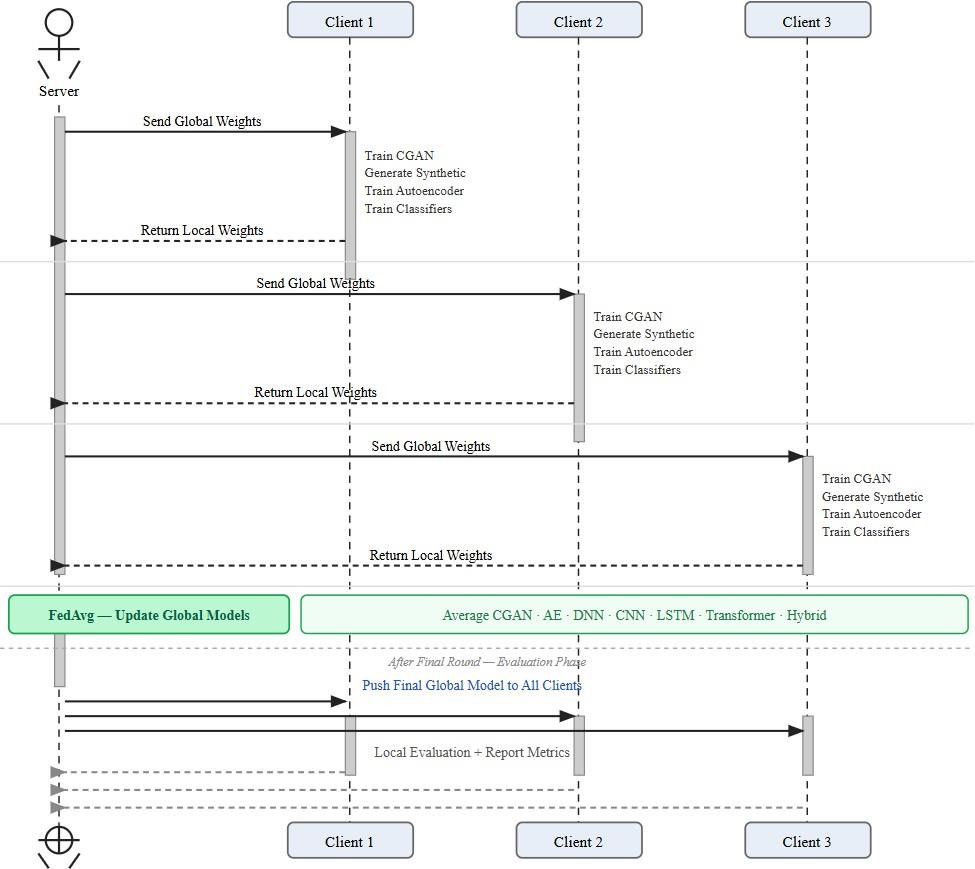 Client 1
Client 2
Client 3
Server
Send Global Weights
Train CGAN
Generate Synthetic
Train Autoencoder
Train Classifiers
Return Local Weights
Send Global Weights
Train CGAN
Generate Synthetic
Train Autoencoder
Train Classifiers
Return Local Weights
Send Global Weights
Train CGAN
Generate Synthetic
Train Autoencoder
Train Classifiers
Return Local Weights
FedAvg — Update Global Models
Average CGAN · AE · DNN · CNN · LSTM · Transformer · Hybrid
After Final Round — Evaluation Phase
Push Final Global Model to All Clients
Local Evaluation + Report Metrics
Client 1
Client 2
Client 3